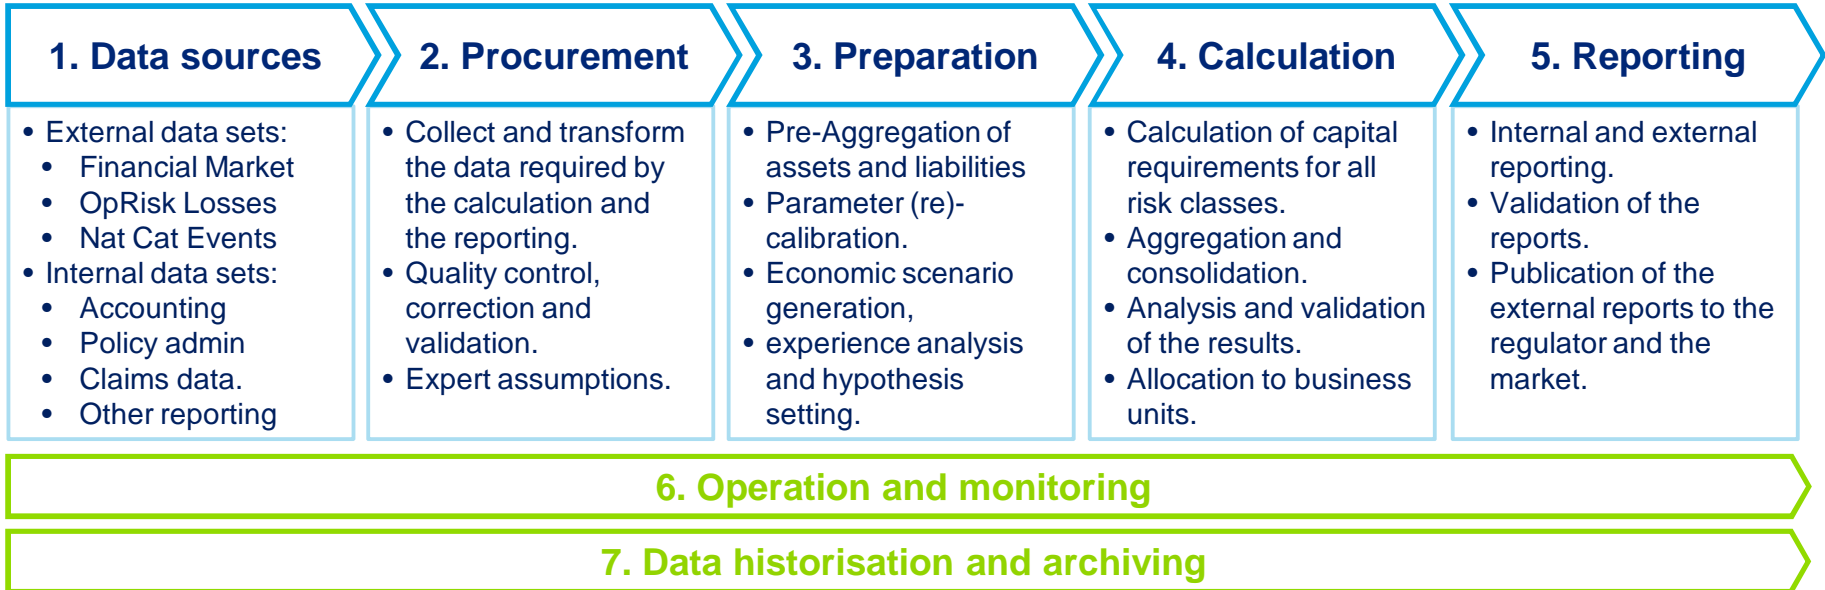 1. Data sources
• External data sets:
• Financial Market
• OpRisk Losses
• Nat Cat Events
• Internal data sets:
• Accounting
• Policy admin
• Claims data.
• Other reporting
2. Procurement
• Collect and transform
the data required by
the calculation and
the reporting.
• Quality control,
correction and
validation.
• Expert assumptions.
3. Preparation
• Pre-Aggregation of
assets and liabilities
• Parameter (re)-
calibration.
• Economic scenario
generation,
• experience analysis
and hypothesis
setting.
4. Calculation
• Calculation of capital
requirements for all
risk classes.
• Aggregation and
consolidation.
• Analysis and validation
of the results.
• Allocation to business
units.
5. Reporting
• Internal and external
reporting.
• Validation of the
reports.
• Publication of the
external reports to the
regulator and the
market.
6. Operation and monitoring
7. Data historisation and archiving